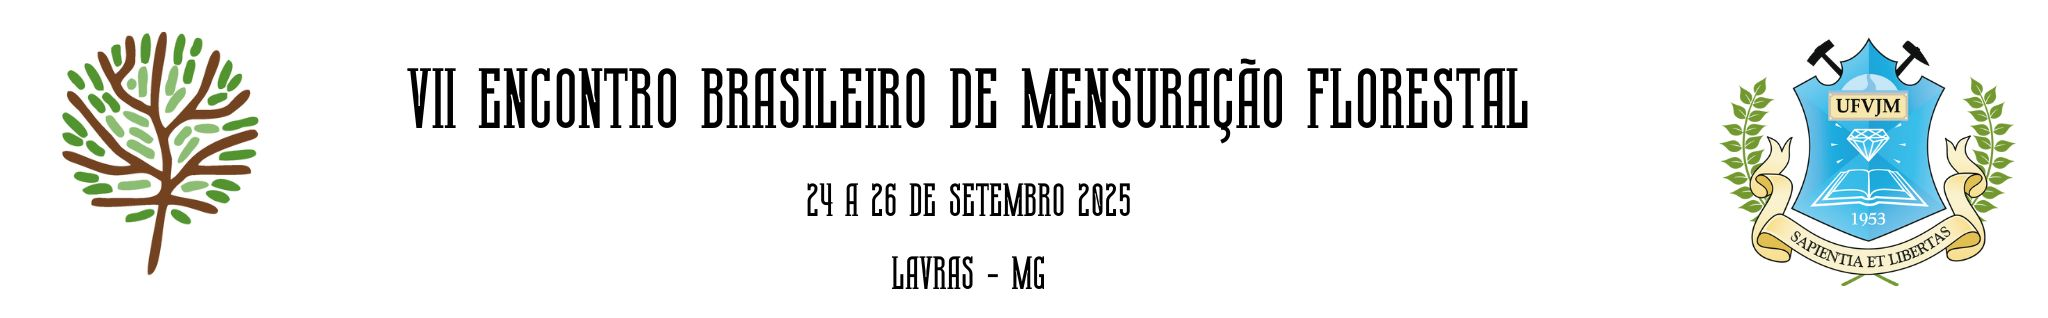 VII ENCONTRO BRASILEIRO DE MENSURAÇÃO FLORESTAL
24 A 26 DE SETEMBRO 2025
LAVRAS - MG
UFVJM
1953
SAPIENTIA ET LIBERTAS